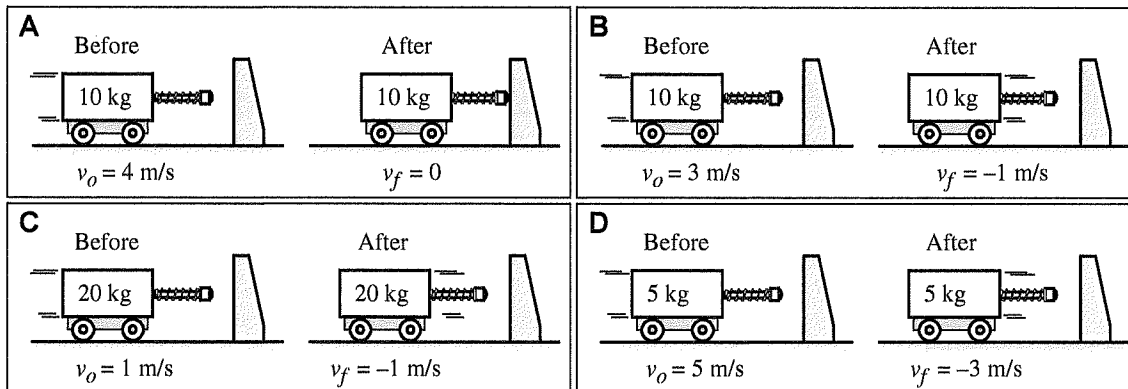 A
Before After
10 kg 10 kg
v_o = 4 m/s v_f = 0
B
Before After
10 kg 10 kg
v_o = 3 m/s v_f = –1 m/s
C
Before After
20 kg 20 kg
v_o = 1 m/s v_f = –1 m/s
D
Before After
5 kg 5 kg
v_o = 5 m/s v_f = –3 m/s